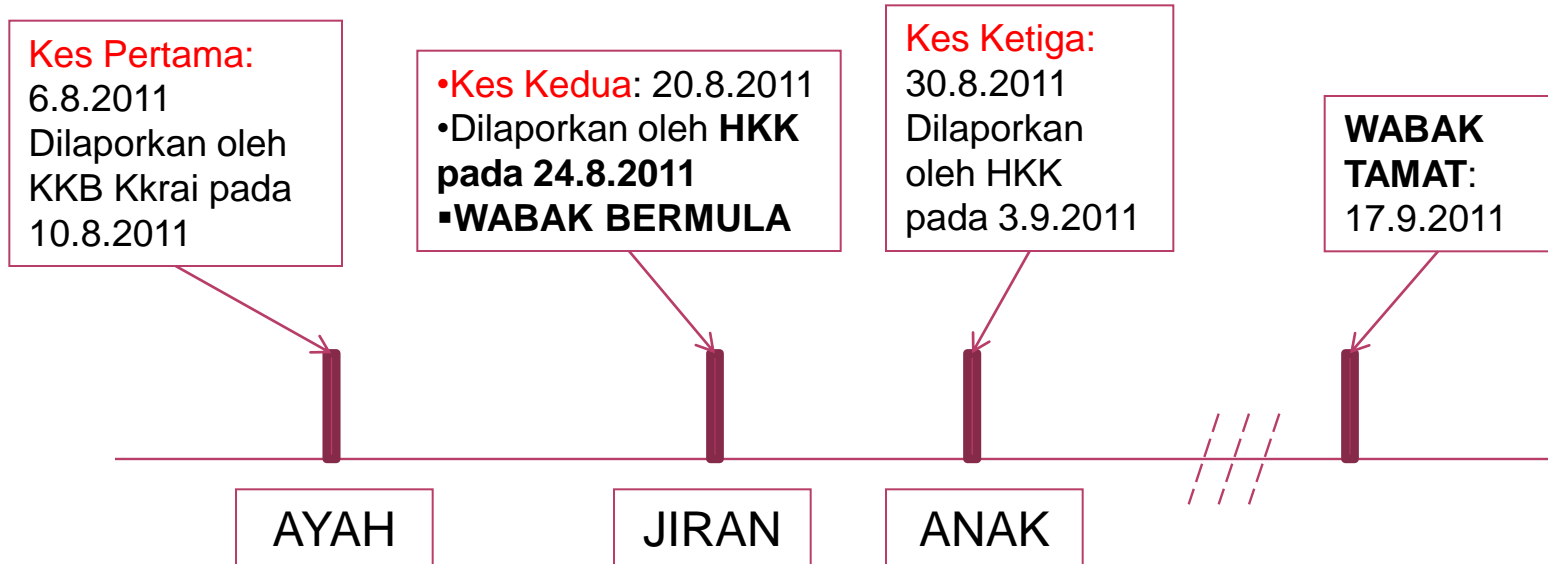 Kes Pertama:
6.8.2011
Dilaporkan oleh
KKB Kkrai pada
10.8.2011
•Kes Kedua: 20.8.2011
•Dilaporkan oleh HKK
pada 24.8.2011
▪WABAK BERMULA
Kes Ketiga:
30.8.2011
Dilaporkan
oleh HKK
pada 3.9.2011
WABAK
TAMAT:
17.9.2011
AYAH
JIRAN
ANAK